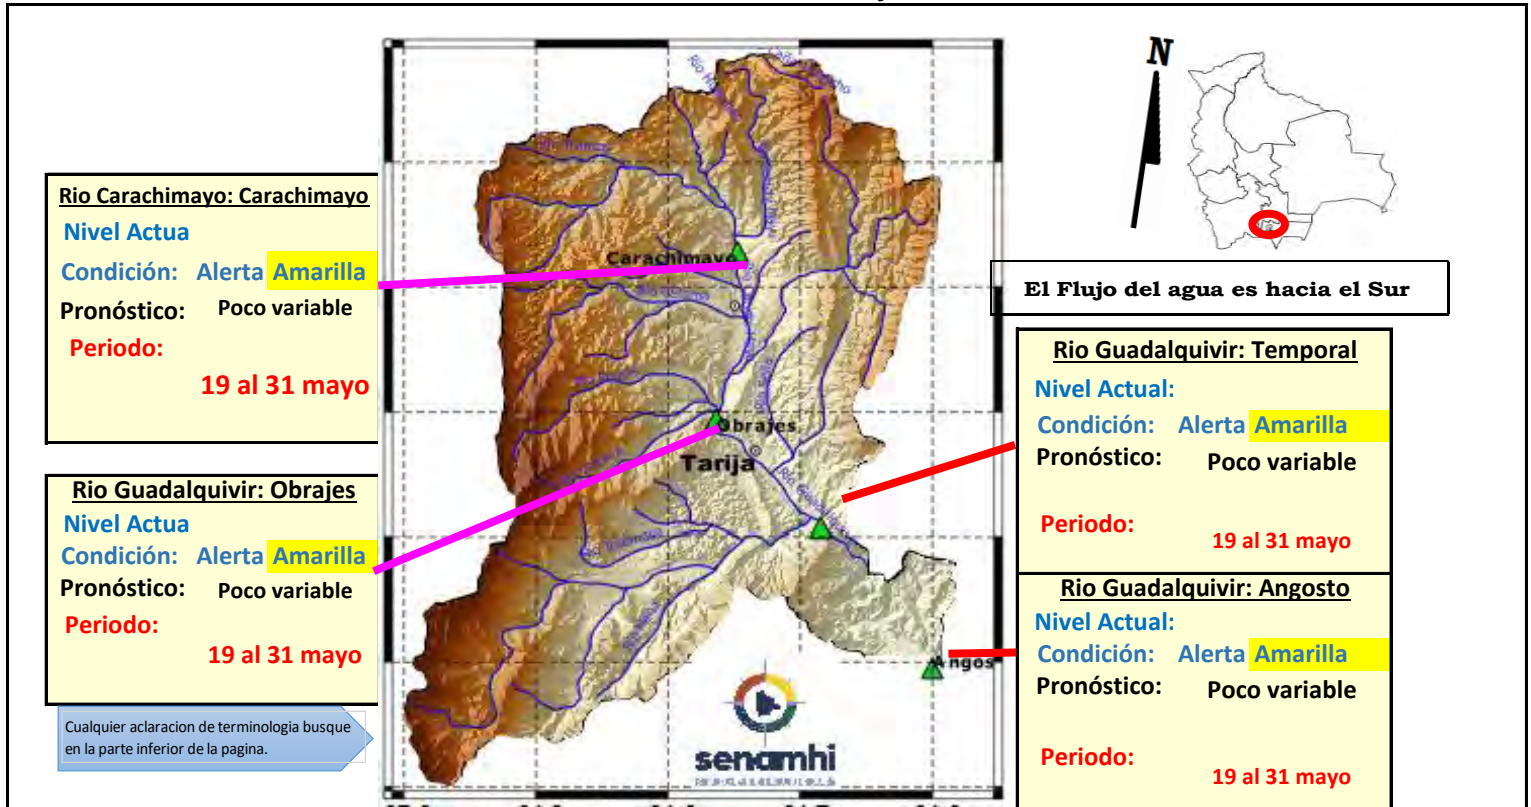 N
El Flujo del agua es hacia el Sur
Rio Carachimayo: Carachimayo
Nivel Actua
Condición: Alerta Amarilla
Pronóstico: Poco variable
Periodo:
19 al 31 mayo
Rio Guadalquivir: Obrajes
Nivel Actua
Condición: Alerta Amarilla
Pronóstico: Poco variable
Periodo:
19 al 31 mayo
Cualquier aclaracion de terminologia busque
en la parte inferior de la pagina.
Carachimayo
Obrajes
Tarija
Angos
senamhi
Rio Guadalquivir: Temporal
Nivel Actual:
Condición: Alerta Amarilla
Pronóstico: Poco variable
Periodo:
19 al 31 mayo
Rio Guadalquivir: Angosto
Nivel Actual:
Condición: Alerta Amarilla
Pronóstico: Poco variable
Periodo:
19 al 31 mayo